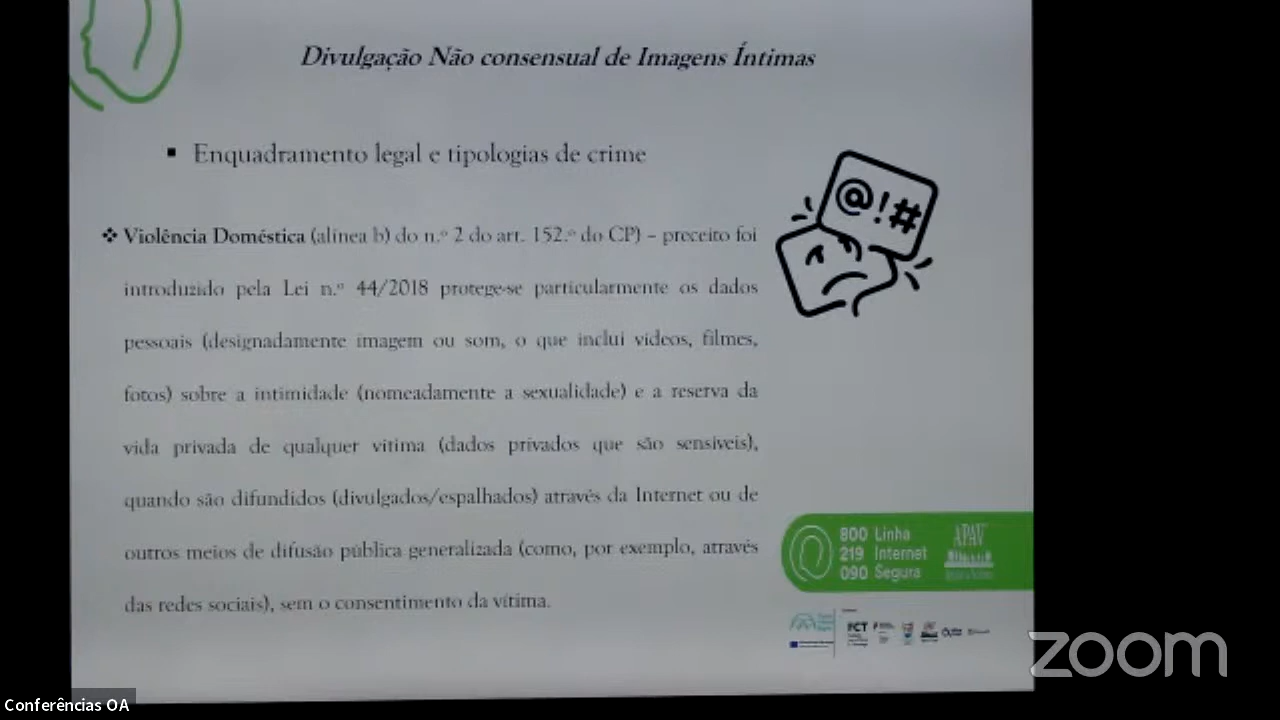 Divulgação Não consensual de Imagens Íntimas
▪ Enquadramento legal e tipologias de crime
@!#
❖ Violência Doméstica (alínea b) do n.º 2 do art. 152.º do CP) – preceito foi
introduzido pela Lei n.º 44/2018 protege-se particularmente os dados
pessoais (designadamente imagem ou som, o que inclui vídeos, filmes,
fotos) sobre a intimidade (nomeadamente a sexualidade) e a reserva da
vida privada de qualquer vítima (dados privados que são sensíveis),
quando são difundidos (divulgados/espalhados) através da Internet ou de
outros meios de difusão pública generalizada (como, por exemplo, através
das redes sociais), sem o consentimento da vítima.
800 Linha
219 Internet
090 Segura
APAV
FCT
zoom
Conferências OA